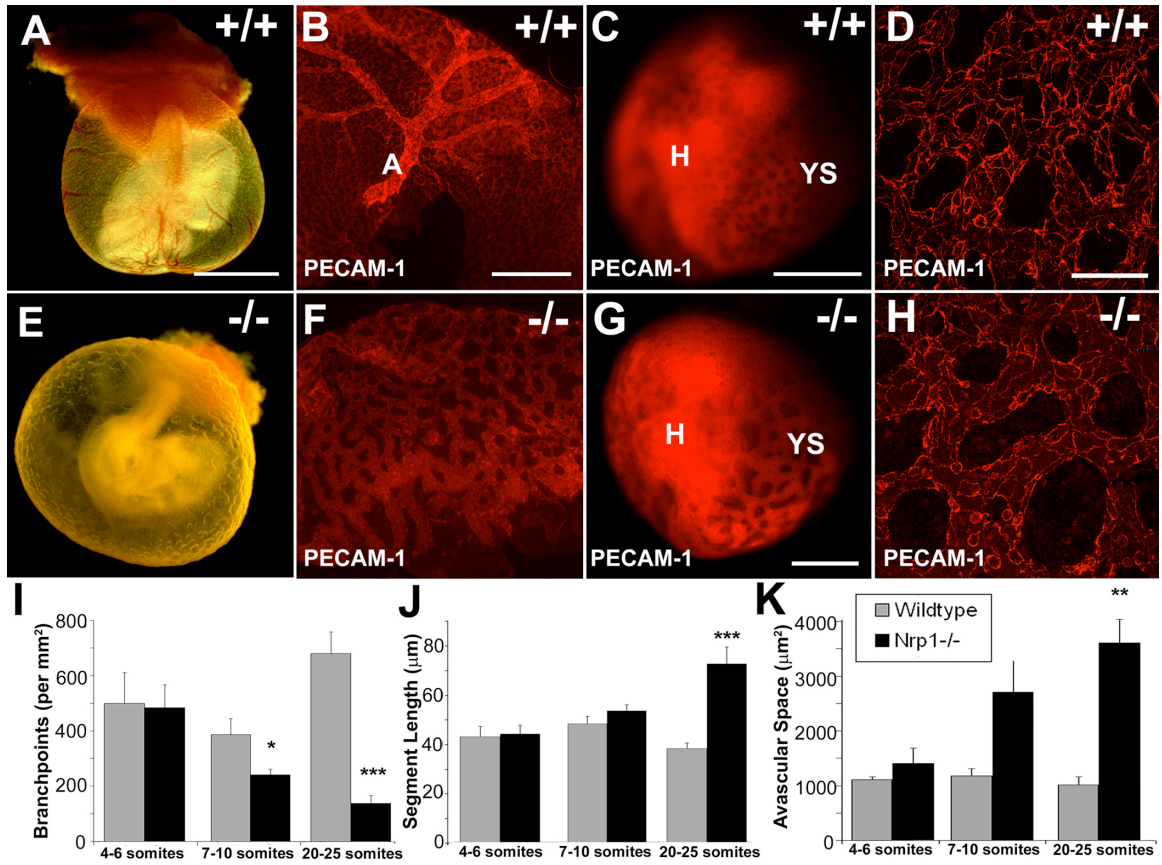 A +/+
B +/+
A
PECAM-1
C +/+
H
YS
PECAM-1
D +/+
PECAM-1
E -/-
F -/-
PECAM-1
G -/-
H
YS
PECAM-1
H -/-
PECAM-1
I
Branchpoints (per mm²)
800
600
400
200
0
*
***
4-6 somites 7-10 somites 20-25 somites
J
Segment Length (μm)
80
60
40
20
0
***
4-6 somites 7-10 somites 20-25 somites
K
Wildtype
Nrp1-/-
**
Avascular Space (μm²)
4000
3000
2000
1000
0
4-6 somites 7-10 somites 20-25 somites